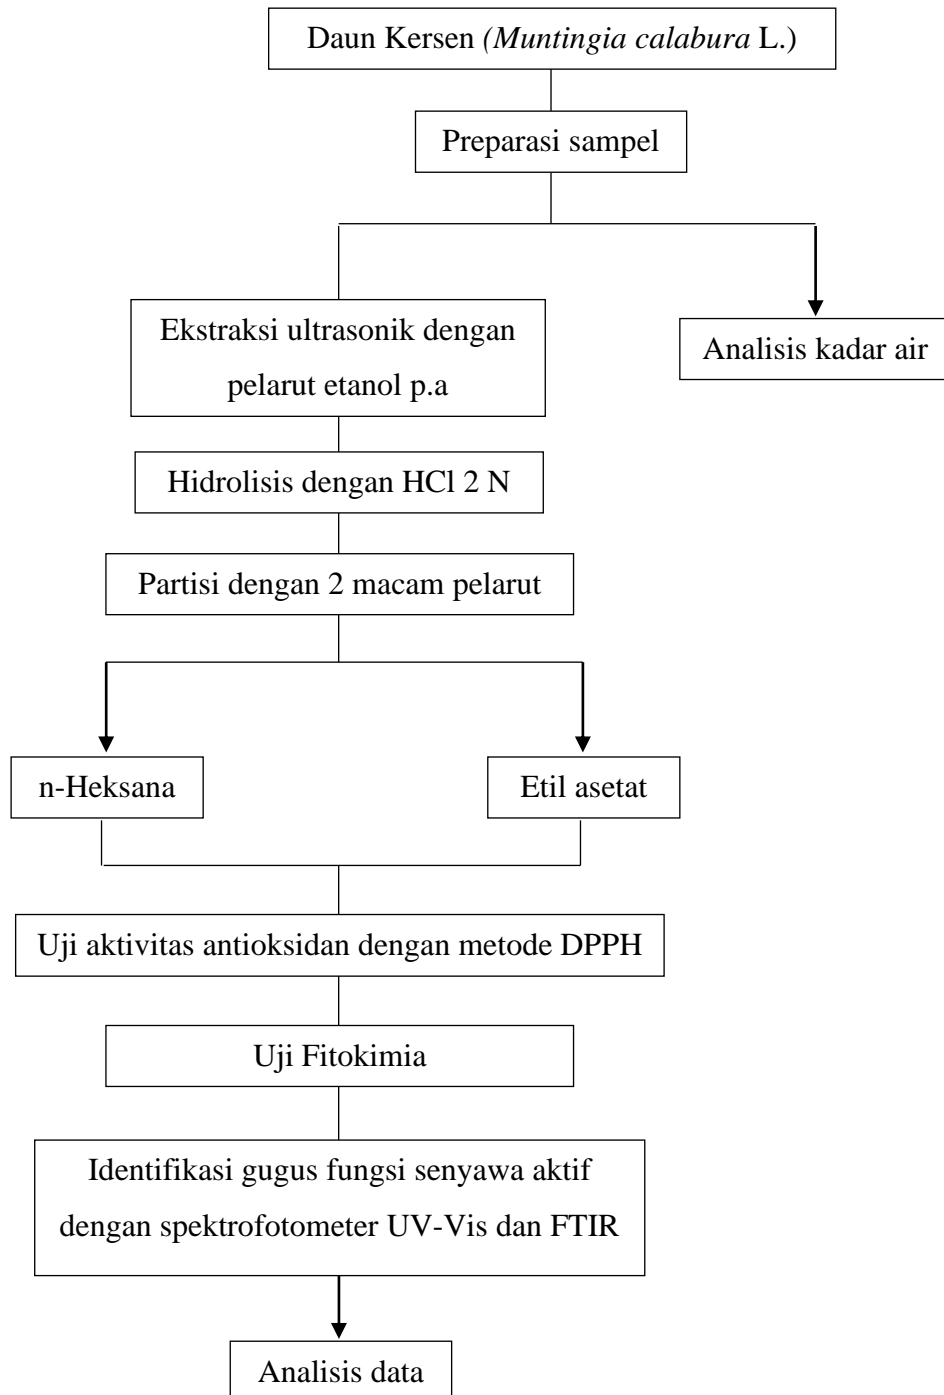 Daun Kersen (Muntingia calabura L.)
Preparasi sampel
Ekstraksi ultrasonik dengan
pelarut etanol p.a
Analisis kadar air
Hidrolisis dengan HCl 2 N
Partisi dengan 2 macam pelarut
n-Heksana
Etil asetat
Uji aktivitas antioksidan dengan metode DPPH
Uji Fitokimia
Identifikasi gugus fungsi senyawa aktif
dengan spektrofotometer UV-Vis dan FTIR
Analisis data